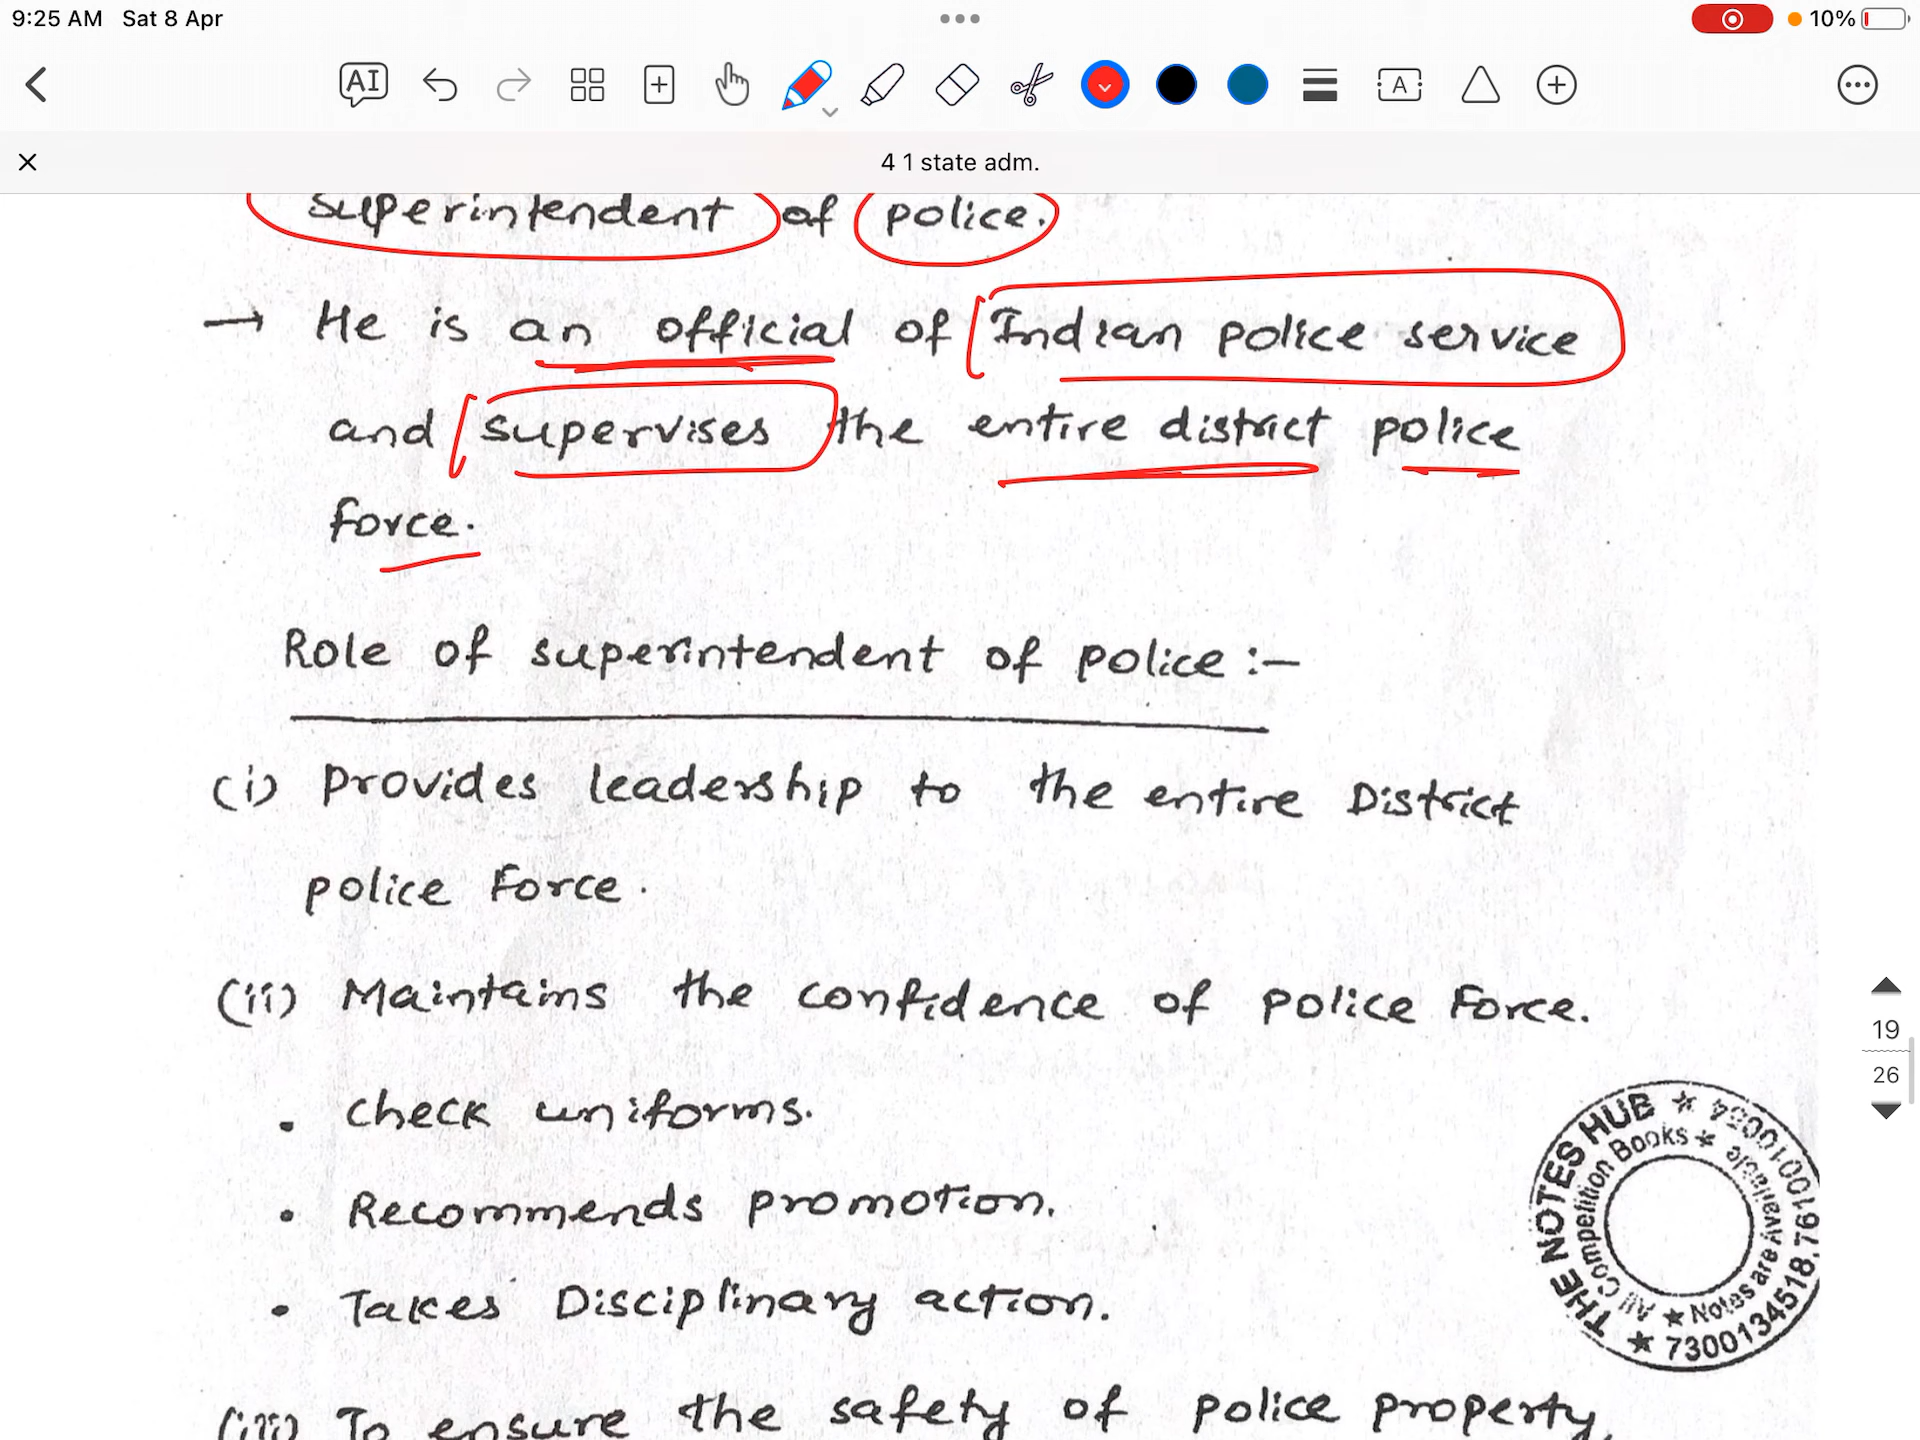 9:25 AM Sat 8 Apr
10%
AI
A
4 1 state adm.
superintendent of police.
→ He is an official of Indian police service
and supervises the entire district police
force.
Role of superintendent of police :-
(i) Provides leadership to the entire District
police Force.
(ii) Maintains the confidence of police Force.
• Check uniforms.
• Recommends promotion.
• Takes Disciplinary action.
(iii) To ensure the safety of police property.
19
26
THE NOTES HUB ★
★ 7300134518.7610010054
All Competition Books ★
★ Notes are Available